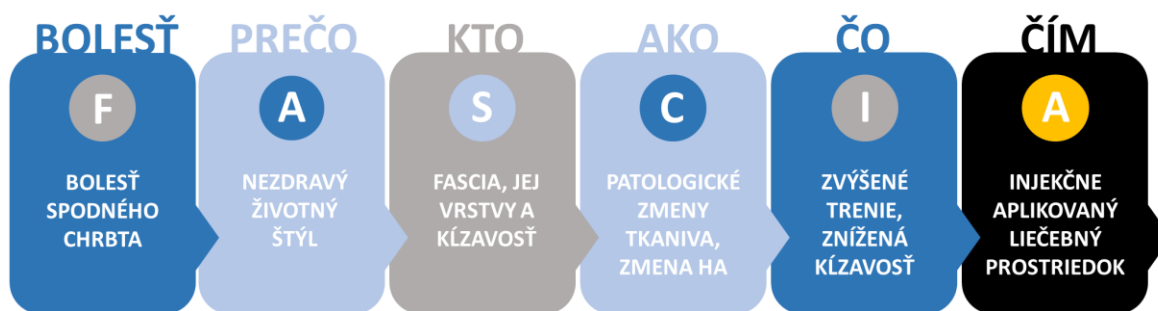 BOLESŤ
F
BOLESŤ
SPODNÉHO
CHRBTA
PREČO
A
NEZDRAVÝ
ŽIVOTNÝ
ŠTÝL
KTO
S
FASCIA, JEJ
VRSTVY A
KĹZAVOSŤ
AKO
C
PATOLOGICKÉ
ZMENY
TKANIVA,
ZMENA HA
ČO
I
ZVÝŠENÉ
TRENIE,
ZNÍŽENÁ
KĹZAVOSŤ
ČÍM
A
INJEKČNE
APLIKOVANÝ
LIEČEBNÝ
PROSTRIEDOK